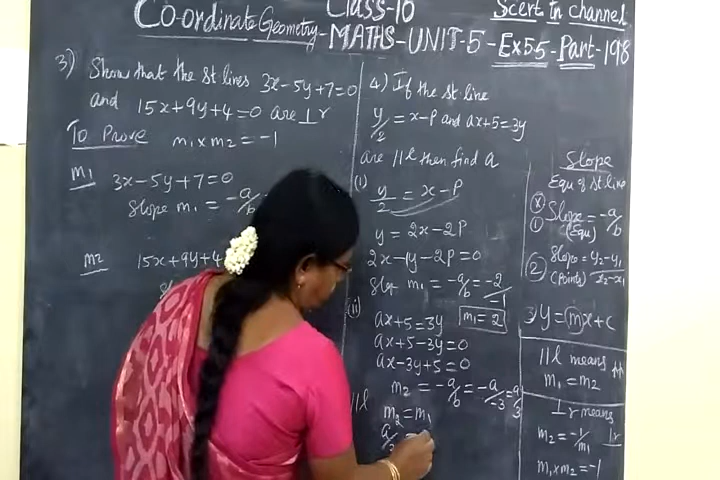 Co-ordinate Geometry - Class-10
MATHS-UNIT-5-Ex5.5-Part-198
Scert Tn channel
3) Show that the st lines 3x-5y+7=0
and 15x+9y+4=0 are ⊥r
To Prove m₁×m₂=-1
m₁ 3x-5y+7=0
Slope m₁ = -a/b
m₂ 15x+9y+4
4) If the st line
y/2 = x-P and ax+5=3y
are ||l then find a
(i) y/2 = x-P
y = 2x-2P
2x-1y-2P=0
Slop m₁ = -a/b = -2/-1
m₁=2
(ii) ax+5=3y
ax+5-3y=0
ax-3y+5=0
m₂ = -a/b = -a/-3 = a/3
||l m₂=m₁
Slope
Equ of St line
① Slope = -a/b
(Equ)
② Slope = y₂-y₁/x₂-x₁
(Points)
③ y=mx+c
||l means
m₁=m₂
⊥r means
m₂ = -1/m₁ ⊥r
m₁×m₂=-1